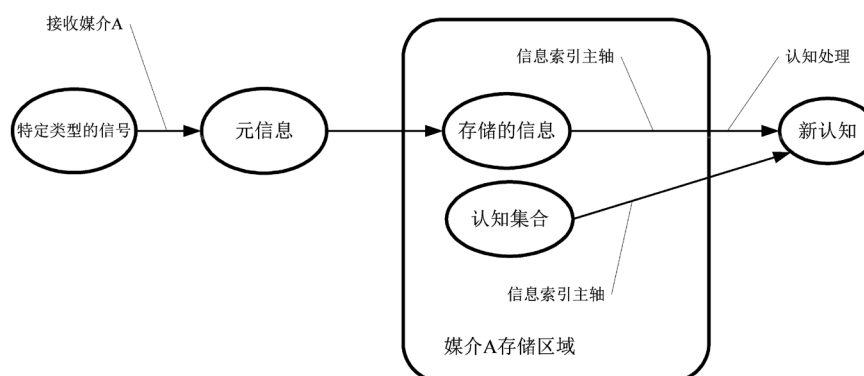 接收媒介A
信息索引主轴
认知处理
特定类型的信号
元信息
存储的信息
新认知
认知集合
信息索引主轴
媒介A存储区域